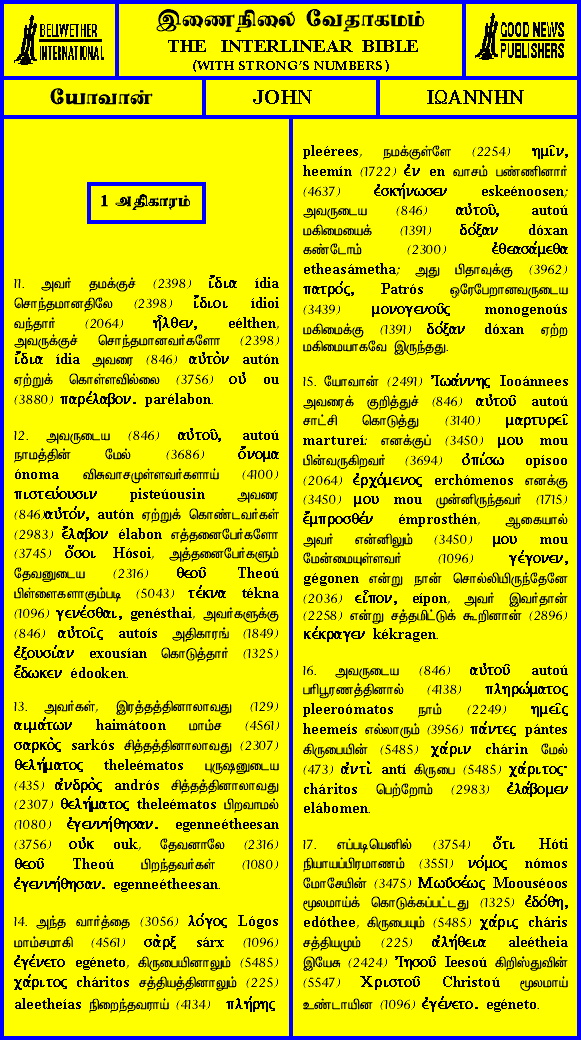 BELLWETHER
INTERNATIONAL
இணைநிலை வேதாகமம்
THE INTERLINEAR BIBLE
(WITH STRONG'S NUMBERS)
GOOD NEWS
PUBLISHERS
யோவான்
JOHN
ΙΩΑΝΝΗΝ
1 அதிகாரம்
11. அவர் தமக்குச் (2398) ἴδια ídia
சொந்தமானதிலே (2398) ἴδιοι ídioi
வந்தார் (2064) ἦλθεν, eélthen,
அவருக்குச் சொந்தமானவர்களோ (2398)
ἴδια ídia அவரை (846) αὐτὸν autón
ஏற்றுக் கொள்ளவில்லை (3756) οὐ ou
(3880) παρέλαβον. parélabon.
12. அவருடைய (846) αὐτοῦ, autoú
நாமத்தின் மேல் (3686) ὄνομα
ónoma விசுவாசமுள்ளவர்களாய் (4100)
πιστεύουσιν pisteúousin அவரை
(846)αὐτόν, autón ஏற்றுக் கொண்டவர்கள்
(2983) ἔλαβον élabon எத்தனைபேர்களோ
(3745) ὅσοι Hósoi, அத்தனைபேர்களும்
தேவனுடைய (2316) θεοῦ Theoú
பிள்ளைகளாகும்படி (5043) τέκνα tékna
(1096) γενέσθαι, genésthai, அவர்களுக்கு
(846) αὐτοῖς autoís அதிகாரங் (1849)
ἐξουσίαν exousían கொடுத்தார் (1325)
ἔδωκεν édooken.
13. அவர்கள், இரத்தத்தினாலாவது (129)
αιμάτων haimátoon மாம்ச (4561)
σαρκὸς sarkós சித்தத்தினாலாவது (2307)
θελήματος theleématos புருஷனுடைய
(435) ἀνδρὸς andrós சித்தத்தினாலாவது
(2307) θελήματος theleématos பிறவாமல்
(1080) ἐγεννήθησαν. egenneétheesan
(3756) οὐκ ouk, தேவனாலே (2316)
θεοῦ Theoú பிறந்தவர்கள் (1080)
ἐγεννήθησαν. egenneétheesan.
14. அந்த வார்த்தை (3056) λόγος Lógos
மாம்சமாகி (4561) σὰρξ sárx (1096)
ἐγένετο egéneto, கிருபையினாலும் (5485)
χάριτος cháritos சத்தியத்தினாலும் (225)
aleetheías நிறைந்தவராய் (4134) πλήρης
pleérees, நமக்குள்ளே (2254) ημῖν,
heemín (1722) ἐν en வாசம் பண்ணினார்
(4637) ἐσκήνωσεν eskeénoosen;
அவருடைய (846) αὐτοῦ, autoú
மகிமையைக் (1391) δόξαν dóxan
கண்டோம் (2300) ἐθεασάμεθα
etheasámetha; அது பிதாவுக்கு (3962)
πατρός, Patrós ஒரேபேறானவருடைய
(3439) μονογενοῦς monogenoús
மகிமைக்கு (1391) δόξαν dóxan ஏற்ற
மகிமையாகவே இருந்தது.
15. யோவான் (2491) Ἰωάννης Iooánnees
அவரைக் குறித்துச் (846) αὐτοῦ autoú
சாட்சி கொடுத்து (3140) μαρτυρεῖ
martureí: எனக்குப் (3450) μου mou
பின்வருகிறவர் (3694) ὀπίσω opísoo
(2064) ἐρχόμενος erchómenos எனக்கு
(3450) μου mou முன்னிருந்தவர் (1715)
ἔμπροσθέν émprosthén, ஆகையால்
அவர் என்னிலும் (3450) μου mou
மேன்மையுள்ளவர் (1096) γέγονεν,
gégonen என்று நான் சொல்லியிருந்தேனே
(2036) εἶπον, eípon, அவர் இவர்தான்
(2258) என்று சத்தமிட்டுக் கூறினான் (2896)
κέκραγεν kékragen.
16. அவருடைய (846) αὐτοῦ autoú
பரிபூரணத்தினால் (4138) πληρώματος
pleeroómatos நாம் (2249) ημεῖς
heemeís எல்லாரும் (3956) πάντες pántes
கிருபையின் (5485) χάριν chárin மேல்
(473) ἀντὶ antí கிருபை (5485) χάριτος·
cháritos பெற்றோம் (2983) ἐλάβομεν
elábomen.
17. எப்படியெனில் (3754) ὅτι Hóti
நியாயப்பிரமாணம் (3551) νόμος nómos
மோசேயின் (3475) Μωΰσέως Moouséoos
மூலமாய்க் கொடுக்கப்பட்டது (1325) ἐδόθη,
edóthee, கிருபையும் (5485) χάρις cháris
சத்தியமும் (225) ἀλήθεια aleétheia
இயேசு (2424) Ἰησοῦ Ieesoú கிறிஸ்துவின்
(5547) Χριστοῦ Christoú மூலமாய்
உண்டாயின (1096) ἐγένετο. egéneto.